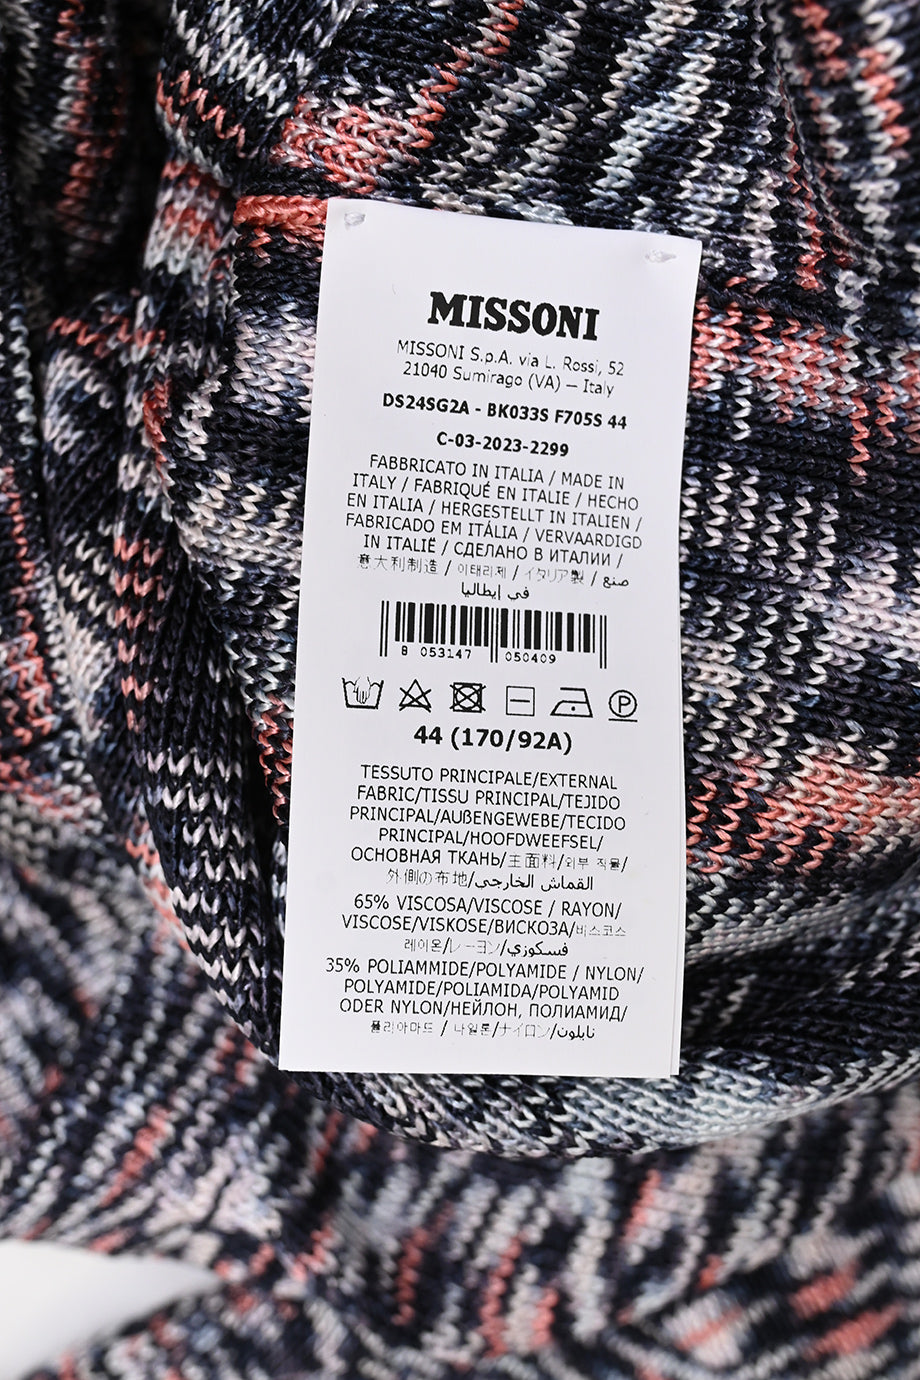 MISSONI
MISSONI S.p.A. via L. Rossi, 52
21040 Sumirago (VA) — Italy
DS24SG2A - BK033S F705S 44
C-03-2023-2299
FABBRICATO IN ITALIA / MADE IN
ITALY / FABRIQUÉ EN ITALIE / HECHO
EN ITALIA / HERGESTELLT IN ITALIEN /
FABRICADO EM ITÁLIA / VERVAARDIGD
IN ITALIË / СДЕЛАНО В ИТАЛИИ /
意大利制造 / 이태리제 / イタリア製 / صنع
في إيطاليا
8 053147 050409
P
44 (170/92A)
TESSUTO PRINCIPALE/EXTERNAL
FABRIC/TISSU PRINCIPAL/TEJIDO
PRINCIPAL/AUßENGEWEBE/TECIDO
PRINCIPAL/HOOFDWEEFSEL/
ОСНОВНАЯ ТКАНЬ/主面料/외부 직물/
外側の布地/القماش الخارجي
65% VISCOSA/VISCOSE / RAYON/
VISCOSE/VISKOSE/ВИСКОЗА/비스코스
레이온/レーヨン/فسكوزي
35% POLIAMMIDE/POLYAMIDE / NYLON/
POLYAMIDE/POLIAMIDA/POLYAMID
ODER NYLON/НЕЙЛОН, ПОЛИАМИД/
폴리아마드 / 나일론/ナイロン/نايلون